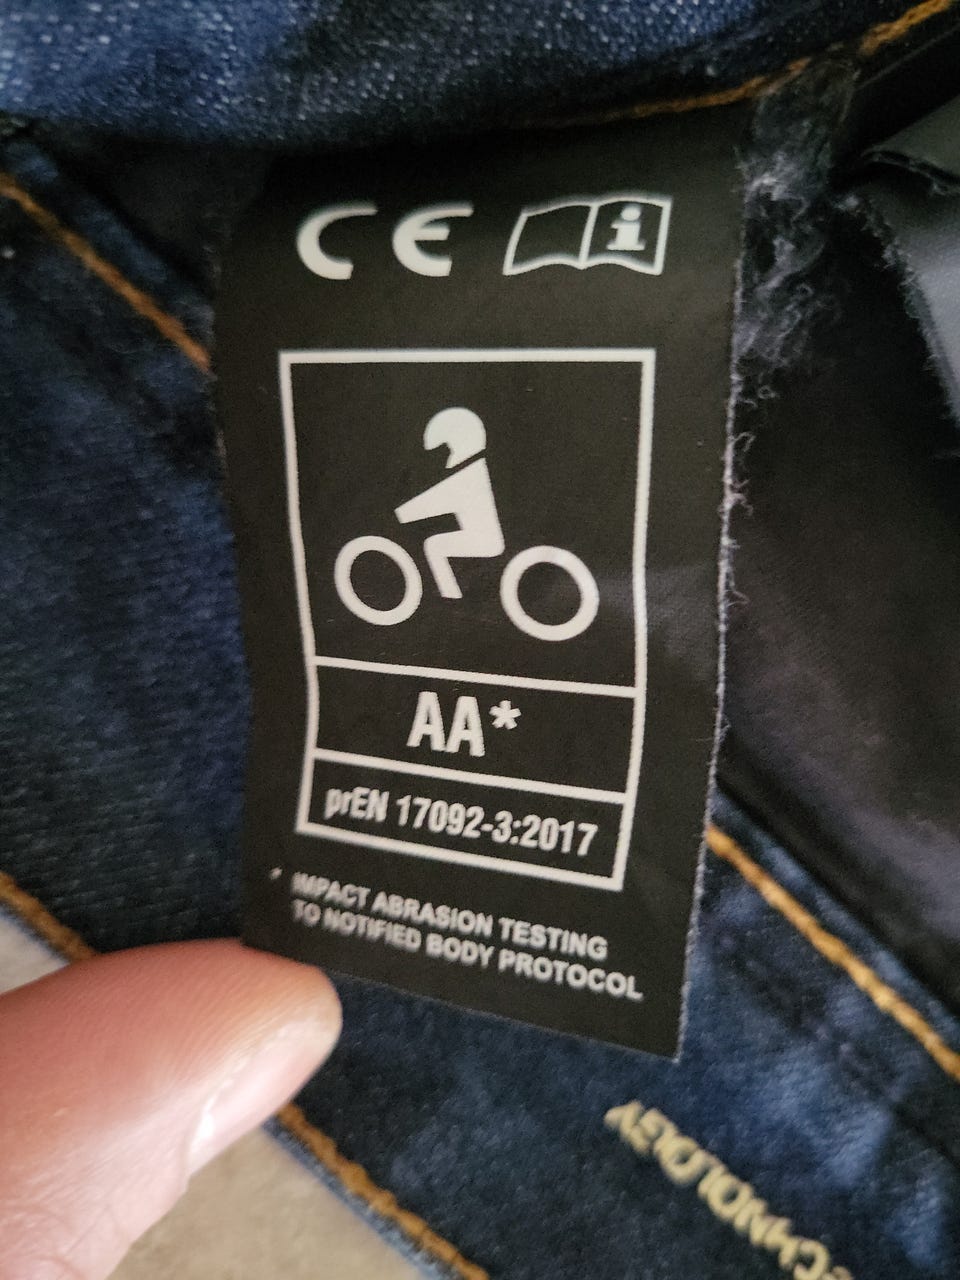 CE i
AA*
prEN 17092-3:2017
* IMPACT ABRASION TESTING
TO NOTIFIED BODY PROTOCOL